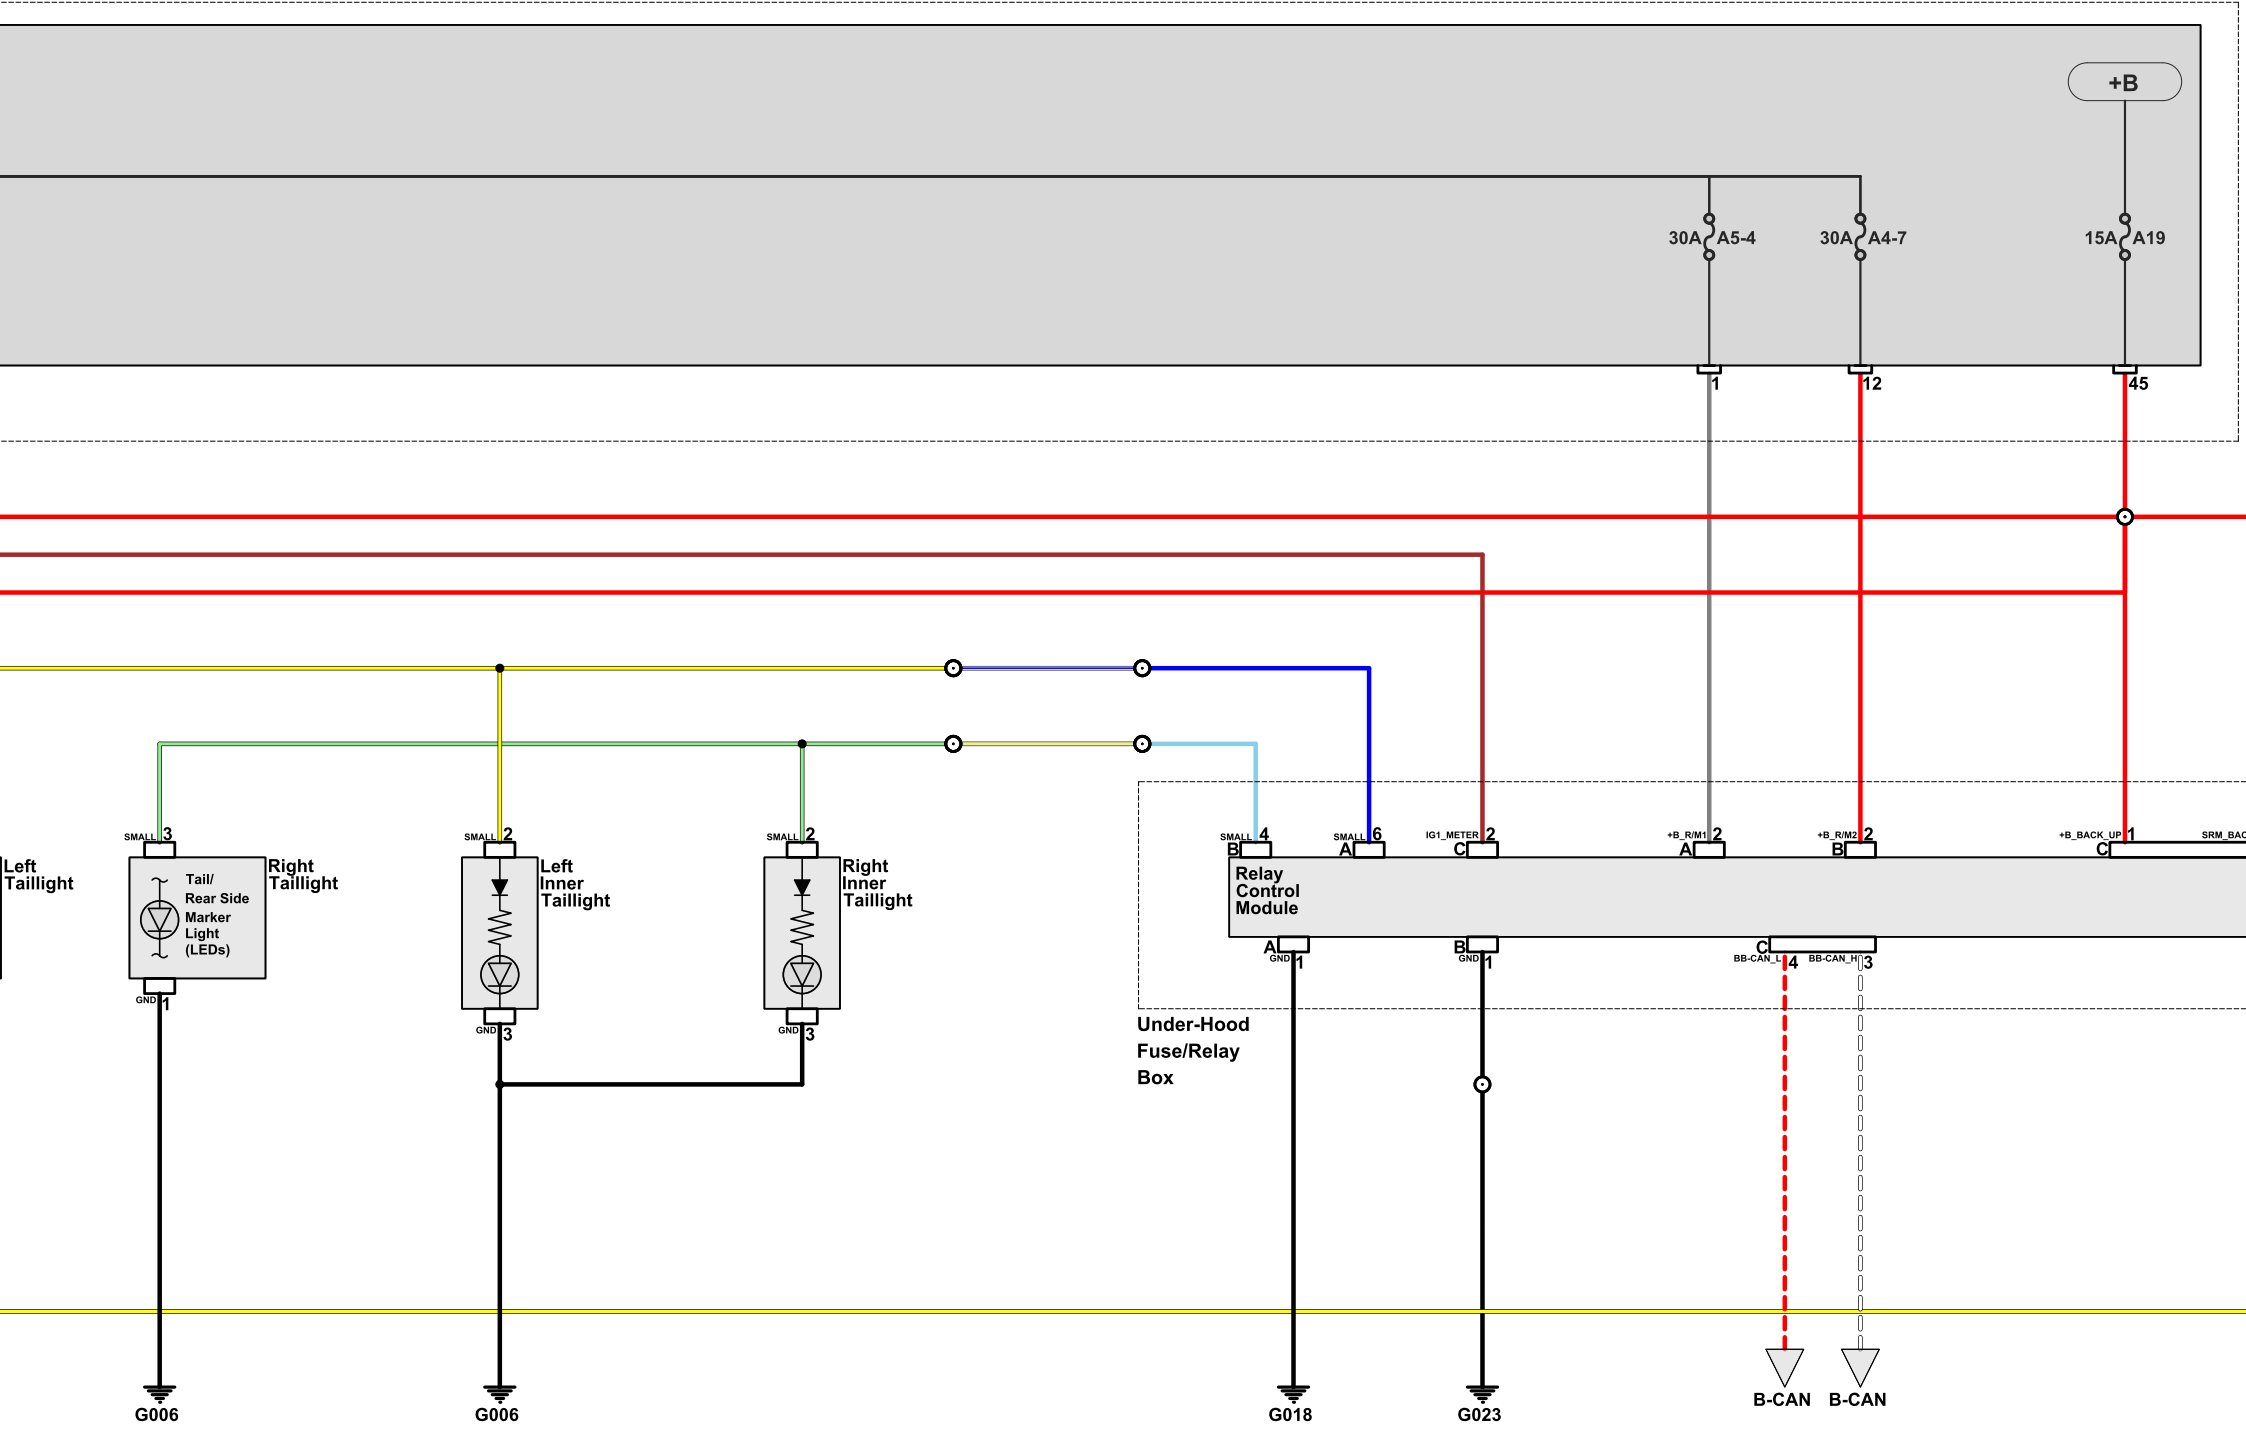 +B
30A A5-4
30A A4-7
15A A19
1
12
45
SMALL 3
SMALL 2
SMALL 2
SMALL 4
SMALL 6
IG1_METER 2
+B_R/M1 2
+B_R/M2 2
+B_BACK_UP 1
SRM_BAC
B
A
C
A
B
C
Left
Taillight
Tail/
Rear Side
Marker
Light
(LEDs)
Right
Taillight
Left
Inner
Taillight
Right
Inner
Taillight
Relay
Control
Module
A
GND 1
B
GND 1
C
BB-CAN_L 4
BB-CAN_H 3
GND 1
GND 3
GND 3
Under-Hood
Fuse/Relay
Box
G006
G006
G018
G023
B-CAN
B-CAN